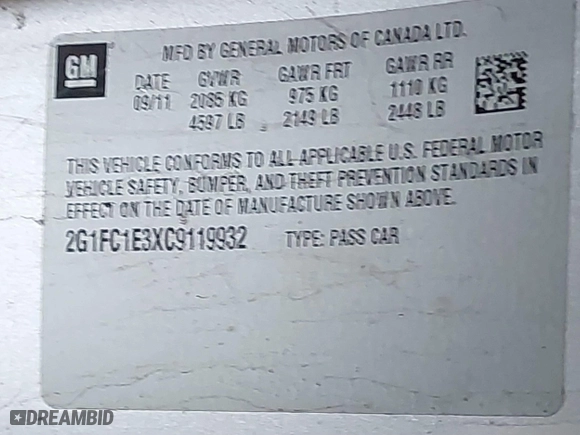 GM
MFD BY GENERAL MOTORS OF CANADA LTD.
DATE GVWR GAWR FRT GAWR RR
09/11 2085 KG 975 KG 1110 KG
4597 LB 2149 LB 2448 LB
THIS VEHICLE CONFORMS TO ALL APPLICABLE U.S. FEDERAL MOTOR
VEHICLE SAFETY, BUMPER, AND THEFT PREVENTION STANDARDS IN
EFFECT ON THE DATE OF MANUFACTURE SHOWN ABOVE.
2G1FC1E3XC9119932 TYPE: PASS CAR
DREAMBID